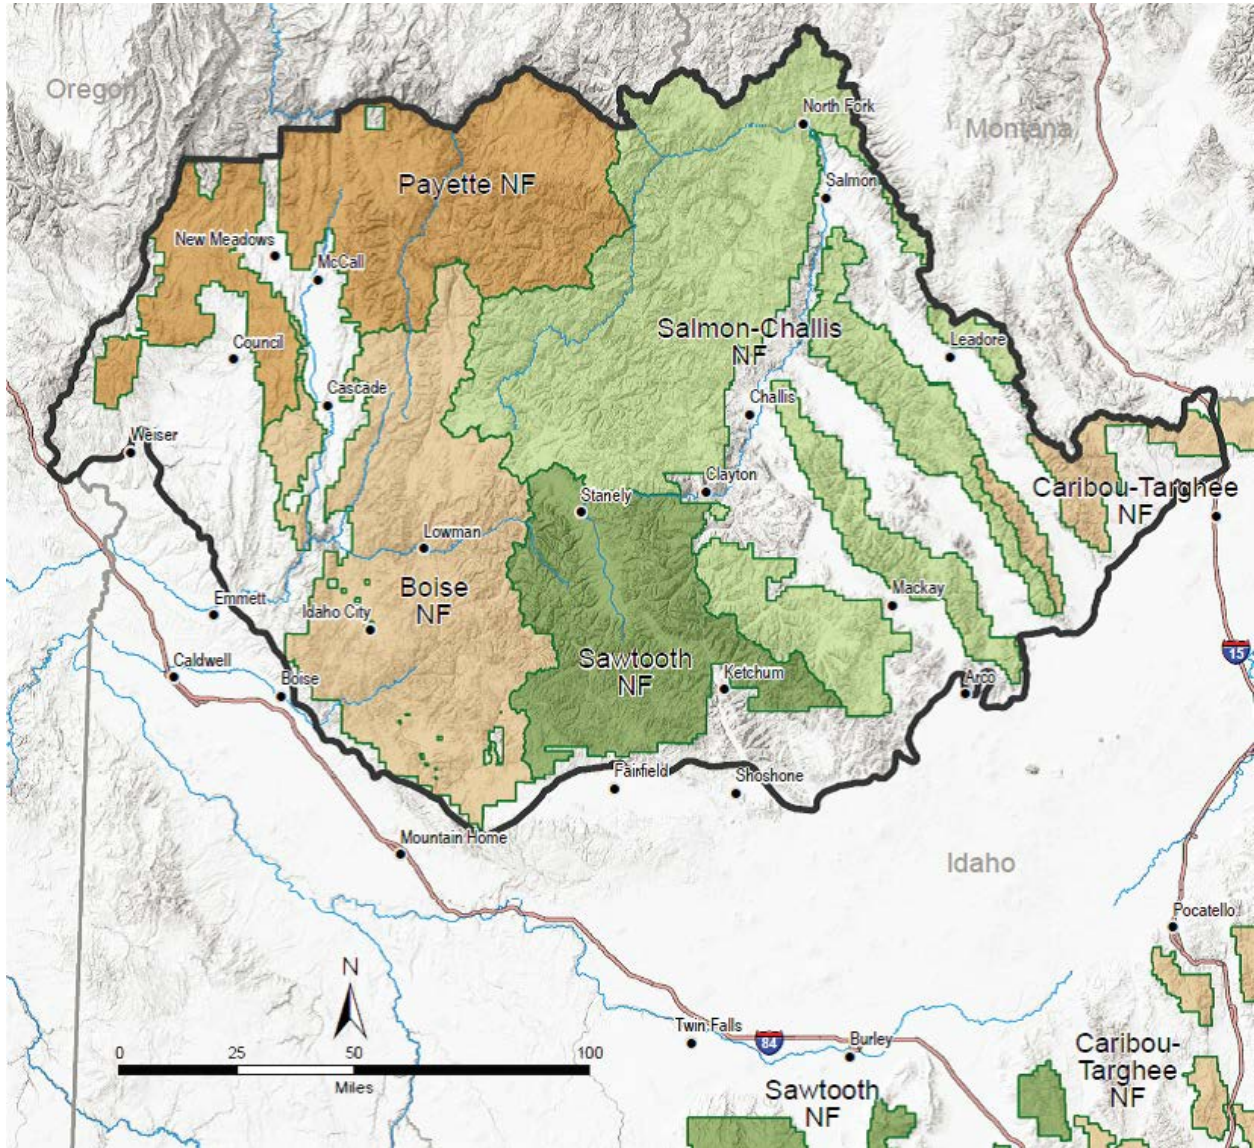 Oregon
Montana
North Fork
Payette NF
Salmon
New Meadows
McCall
Salmon-Challis
NF
Council
Leadore
Cascade
Challis
Weiser
Clayton
Caribou-Targhee
NF
Stanely
Lowman
Boise
NF
Emmett
Idaho City
Mackay
Sawtooth
NF
15
Caldwell
Boise
Ketchum
Arco
Fairfield
Shoshone
Mountain Home
Idaho
Pocatello
N
Twin Falls
84
Burley
0 25 50 100
Miles
Caribou-
Targhee
NF
Sawtooth
NF